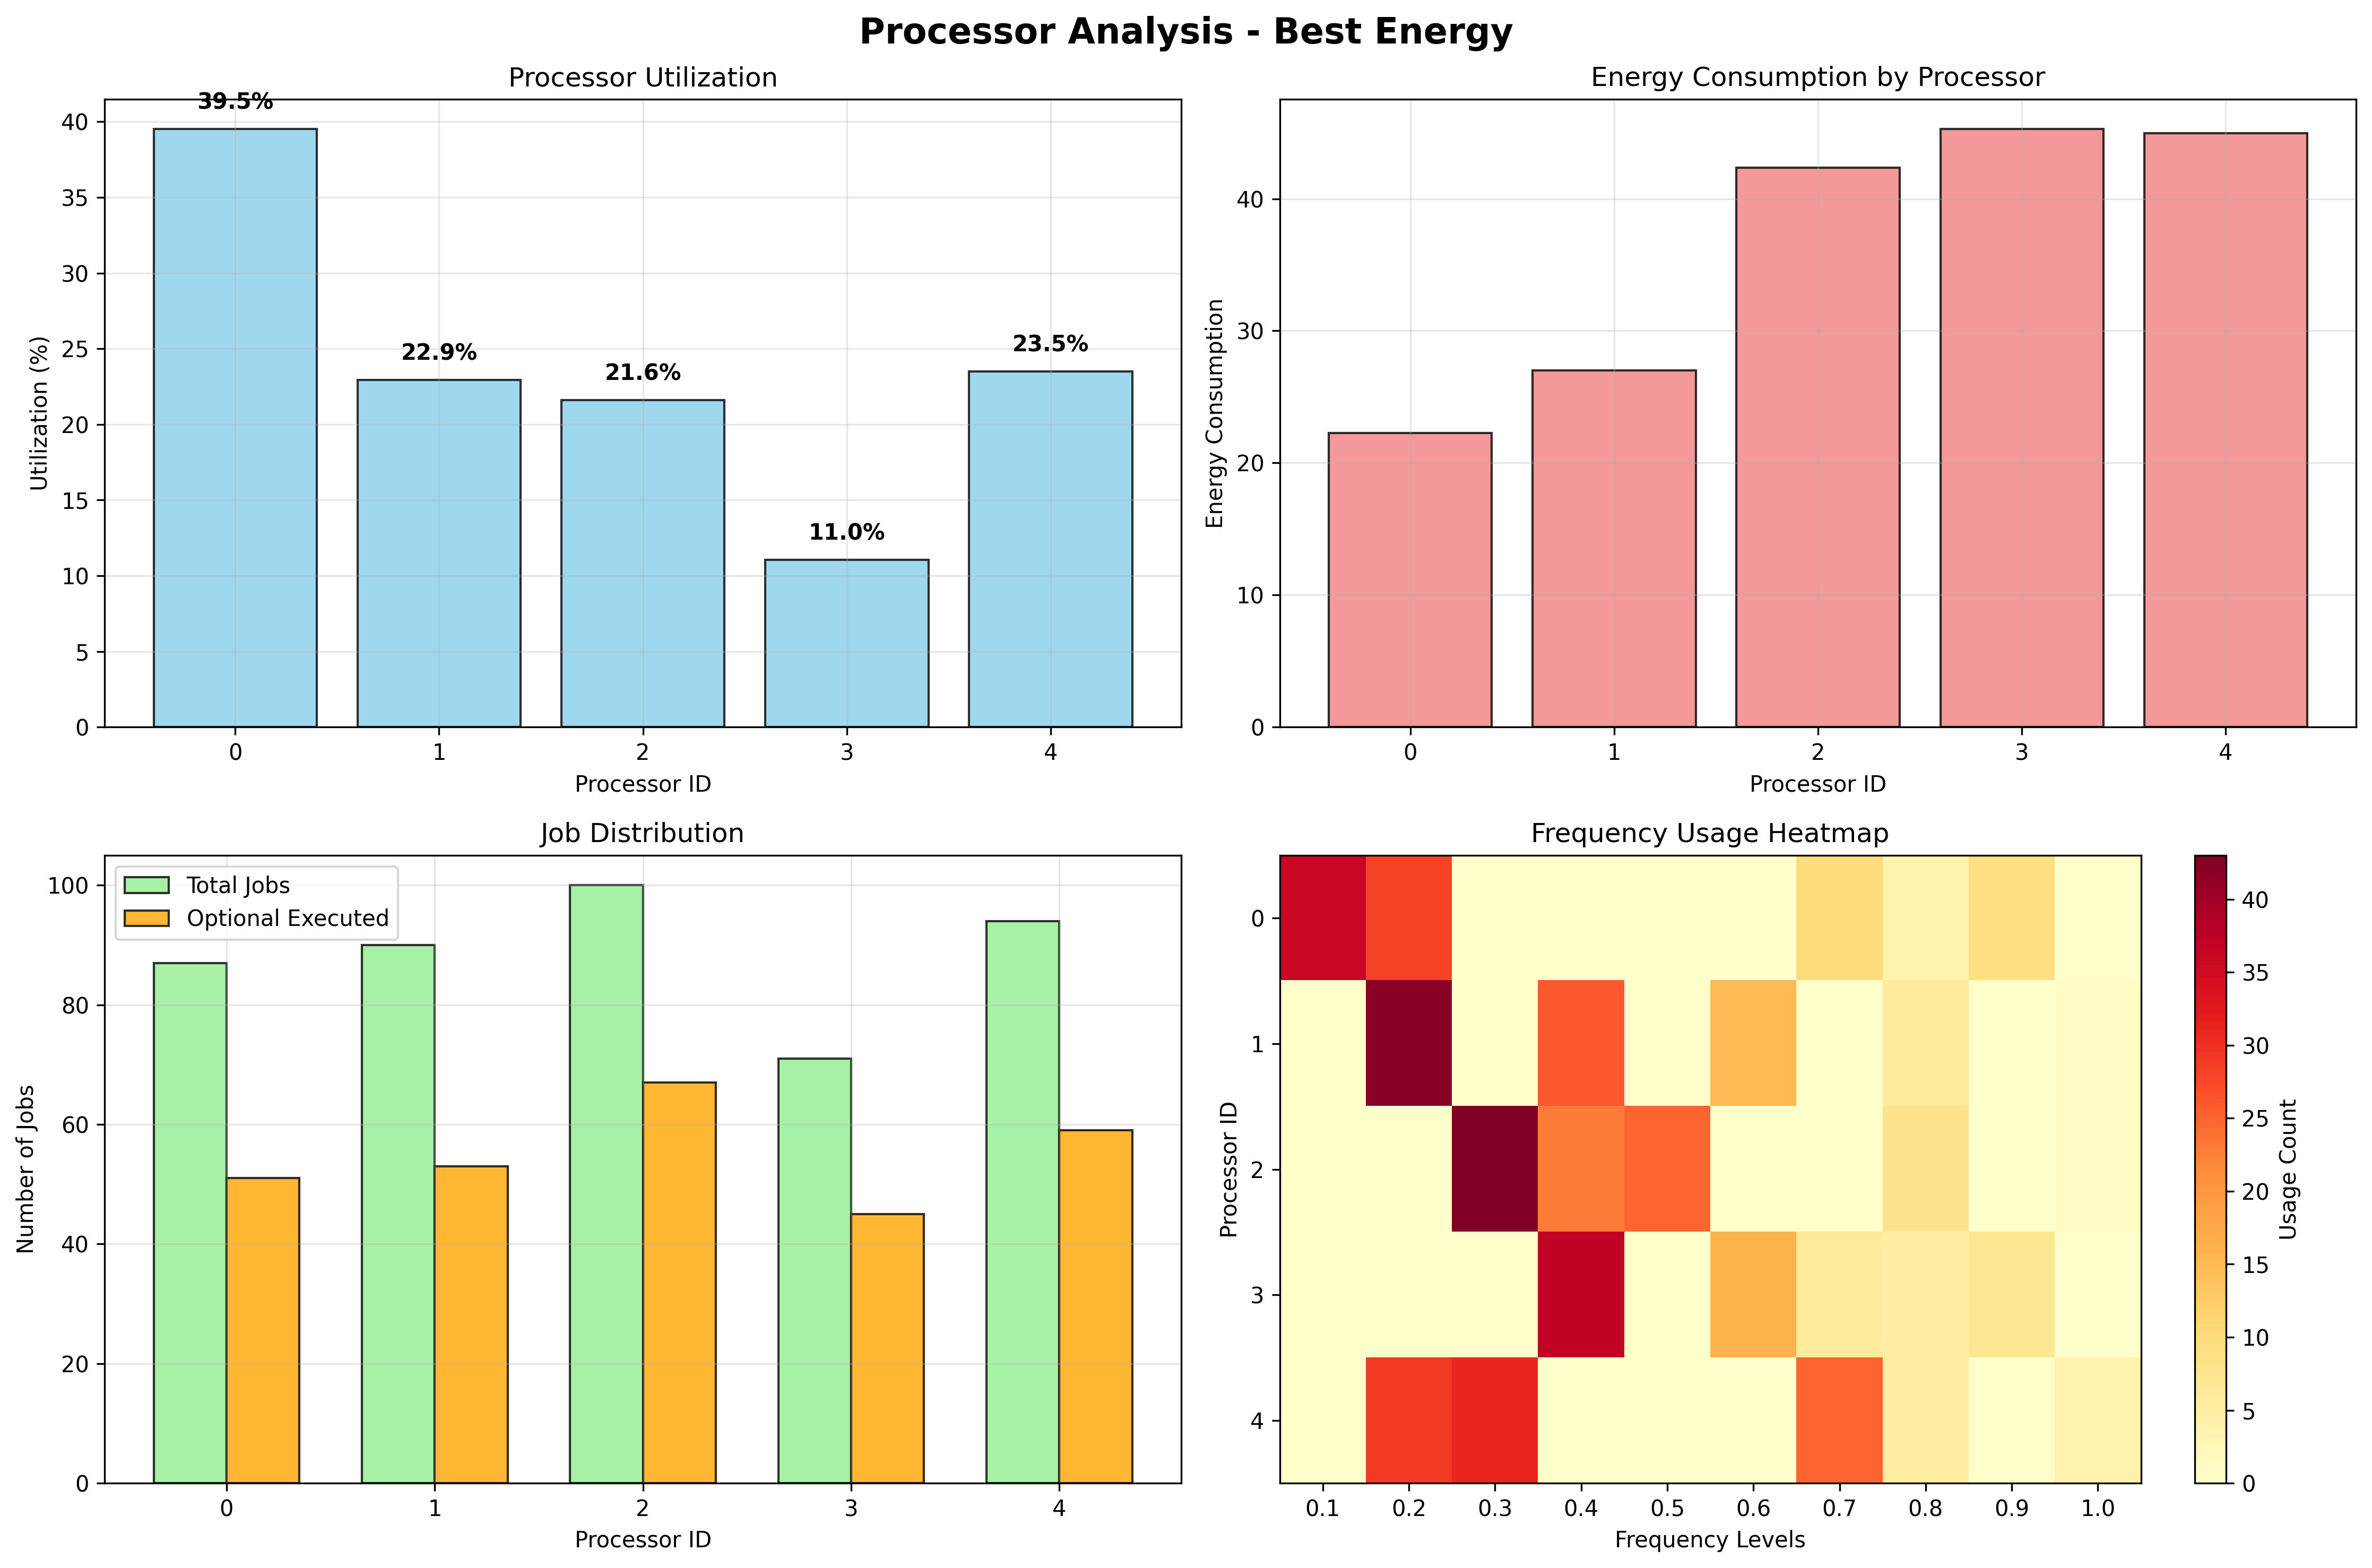 Processor Analysis - Best Energy
Processor Utilization
39.5%
22.9%
21.6%
11.0%
23.5%
40
35
30
25
20
15
10
5
0
Utilization (%)
0 1 2 3 4
Processor ID
Energy Consumption by Processor
40
30
20
10
0
Energy Consumption
0 1 2 3 4
Processor ID
Job Distribution
Total Jobs
Optional Executed
100
80
60
40
20
0
Number of Jobs
0 1 2 3 4
Processor ID
Frequency Usage Heatmap
0
1
2
3
4
Processor ID
0.1 0.2 0.3 0.4 0.5 0.6 0.7 0.8 0.9 1.0
Frequency Levels
40
35
30
25
20
15
10
5
0
Usage Count